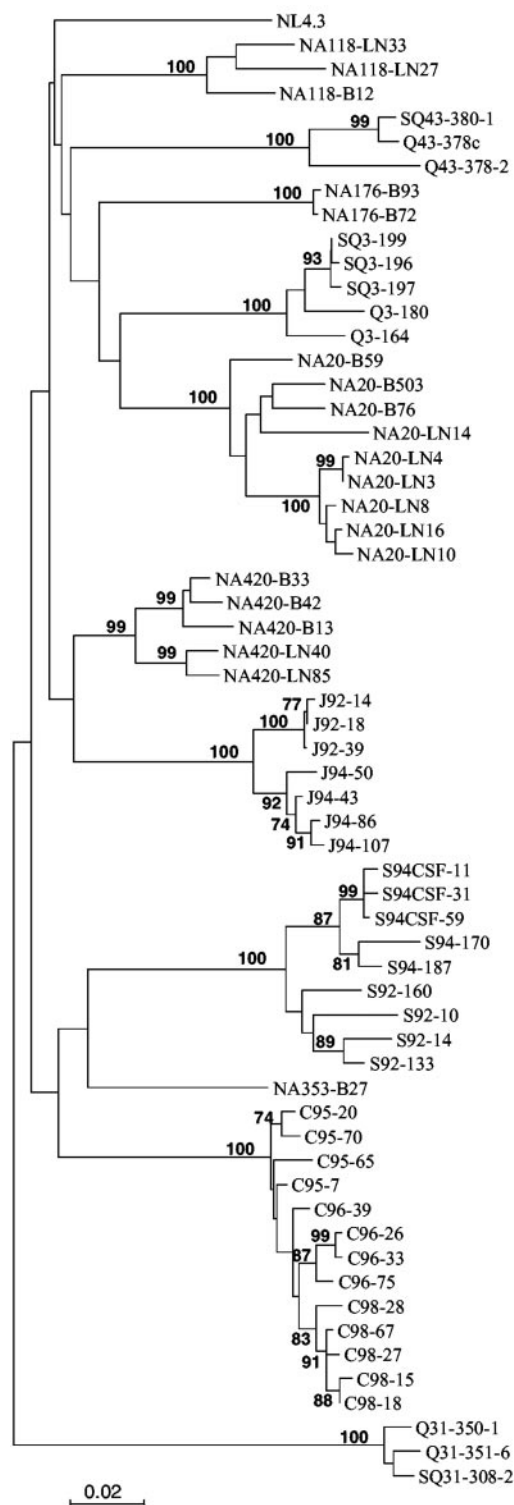 NL4.3
NA118-LN33
100
NA118-LN27
NA118-B12
SQ43-380-1
99
100
Q43-378c
Q43-378-2
100
NA176-B93
NA176-B72
SQ3-199
93
SQ3-196
SQ3-197
100
Q3-180
Q3-164
NA20-B59
NA20-B503
100
NA20-B76
NA20-LN14
99
NA20-LN4
NA20-LN3
100
NA20-LN8
NA20-LN16
NA20-LN10
NA420-B33
99
NA420-B42
99
NA420-B13
99
NA420-LN40
NA420-LN85
77
J92-14
100
J92-18
J92-39
100
J94-50
92
J94-43
74
J94-86
91
J94-107
S94CSF-11
99
S94CSF-31
87
S94CSF-59
S94-170
100
81
S94-187
S92-160
S92-10
89
S92-14
S92-133
NA353-B27
74
C95-20
C95-70
100
C95-65
C95-7
C96-39
99
C96-26
87
C96-33
C96-75
C98-28
83
C98-67
91
C98-27
C98-15
88
C98-18
100
Q31-350-1
Q31-351-6
SQ31-308-2
0.02